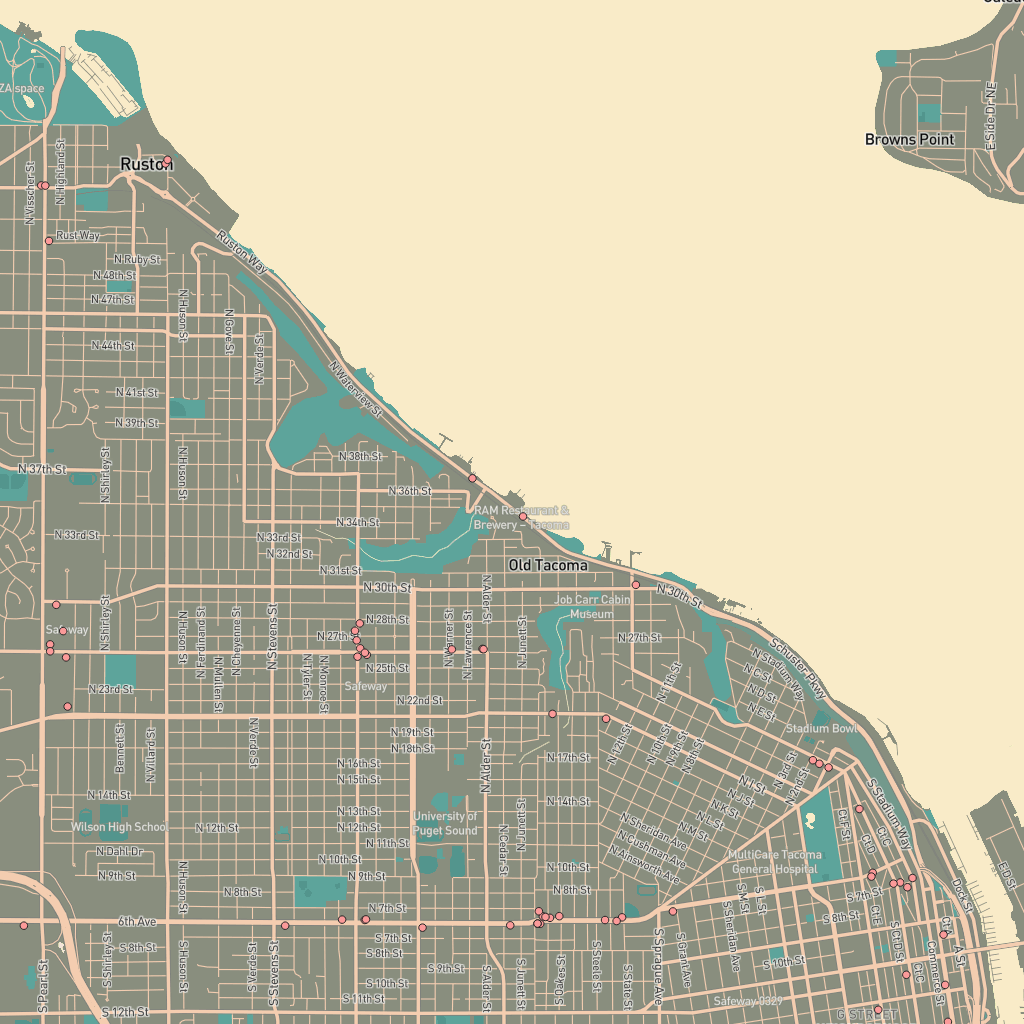 ZA space
Browns Point
E Side Dr NE
Ruston
N Visscher St
N Highland St
Rust Way
Ruston Way
N Ruby St
N 48th St
N 47th St
N Huson St
N Gove St
N Verde St
N 44th St
N Waterview St
N 41st St
N 39th St
N 38th St
N 37th St
N Shirley St
N Huson St
N 36th St
RAM Restaurant &
Brewery - Tacoma
N 34th St
N 33rd St
N 33rd St
N 32nd St
N 31st St
Old Tacoma
N 30th St
N 30th St
N Alder St
Job Carr Cabin
Museum
Safeway
N Shirley St
N Huson St
N Ferdinand St
N Cheyenne St
N Stevens St
N 28th St
N 27th St
N Warner St
N Lawrence St
N Junett St
N 27th St
N 25th St
Safeway
N Mullen St
N Tyler St
N Monroe St
N 23rd St
N 22nd St
N 11th St
N Stadium Way
Schuster Pkwy
N C St
N D St
N E St
Stadium Bowl
Bennett St
N Villard St
N Verde St
N 19th St
N 18th St
N Alder St
N 12th St
N 10th St
N 9th St
N 8th St
N 17th St
N 16th St
N 15th St
N 3rd St
N 2nd St
N I St
N J St
N K St
N L St
N M St
S Stadium Way
N 14th St
N 13th St
N 14th St
N Junett St
Wilson High School
N 12th St
N 12th St
University of
Puget Sound
N Sheridan Ave
N Cushman Ave
N Ainsworth Ave
Ct F St
Ct D
Ct C
N 11th St
N Dahl Dr
N 10th St
N Cedar St
N 10th St
MultiCare Tacoma
General Hospital
N 9th St
N 9th St
N Huson St
N 8th St
N 8th St
S M St
S L St
S 7th St
Dock St
E D St
6th Ave
N 7th St
S 7th St
S 8th St
Ct E
S Sheridan Ave
S 8th St
S 8th St
S Shirley St
S Huson St
S Verde St
S Stevens St
S 9th St
S Alder St
S Junett St
S Oakes St
S Steele St
S State St
S Sprague Ave
S Grant Ave
S 10th St
S Ct D St
Ct C
Commerce St
A St
S Pearl St
S 10th St
S 11th St
S 12th St
Safeway 0329
G STREET